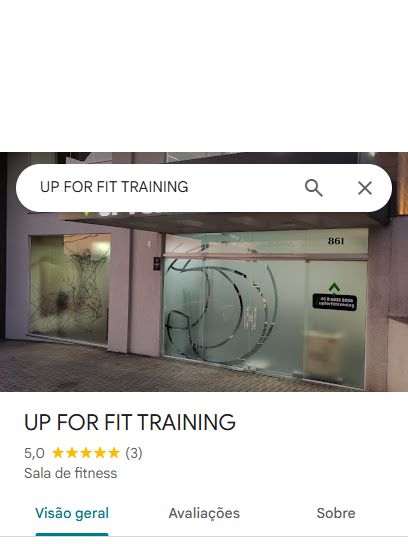 UP FOR FIT TRAINING
861
upforfittraining
UP FOR FIT TRAINING
5,0 ★★★★★ (3)
Sala de fitness
Visão geral Avaliações Sobre